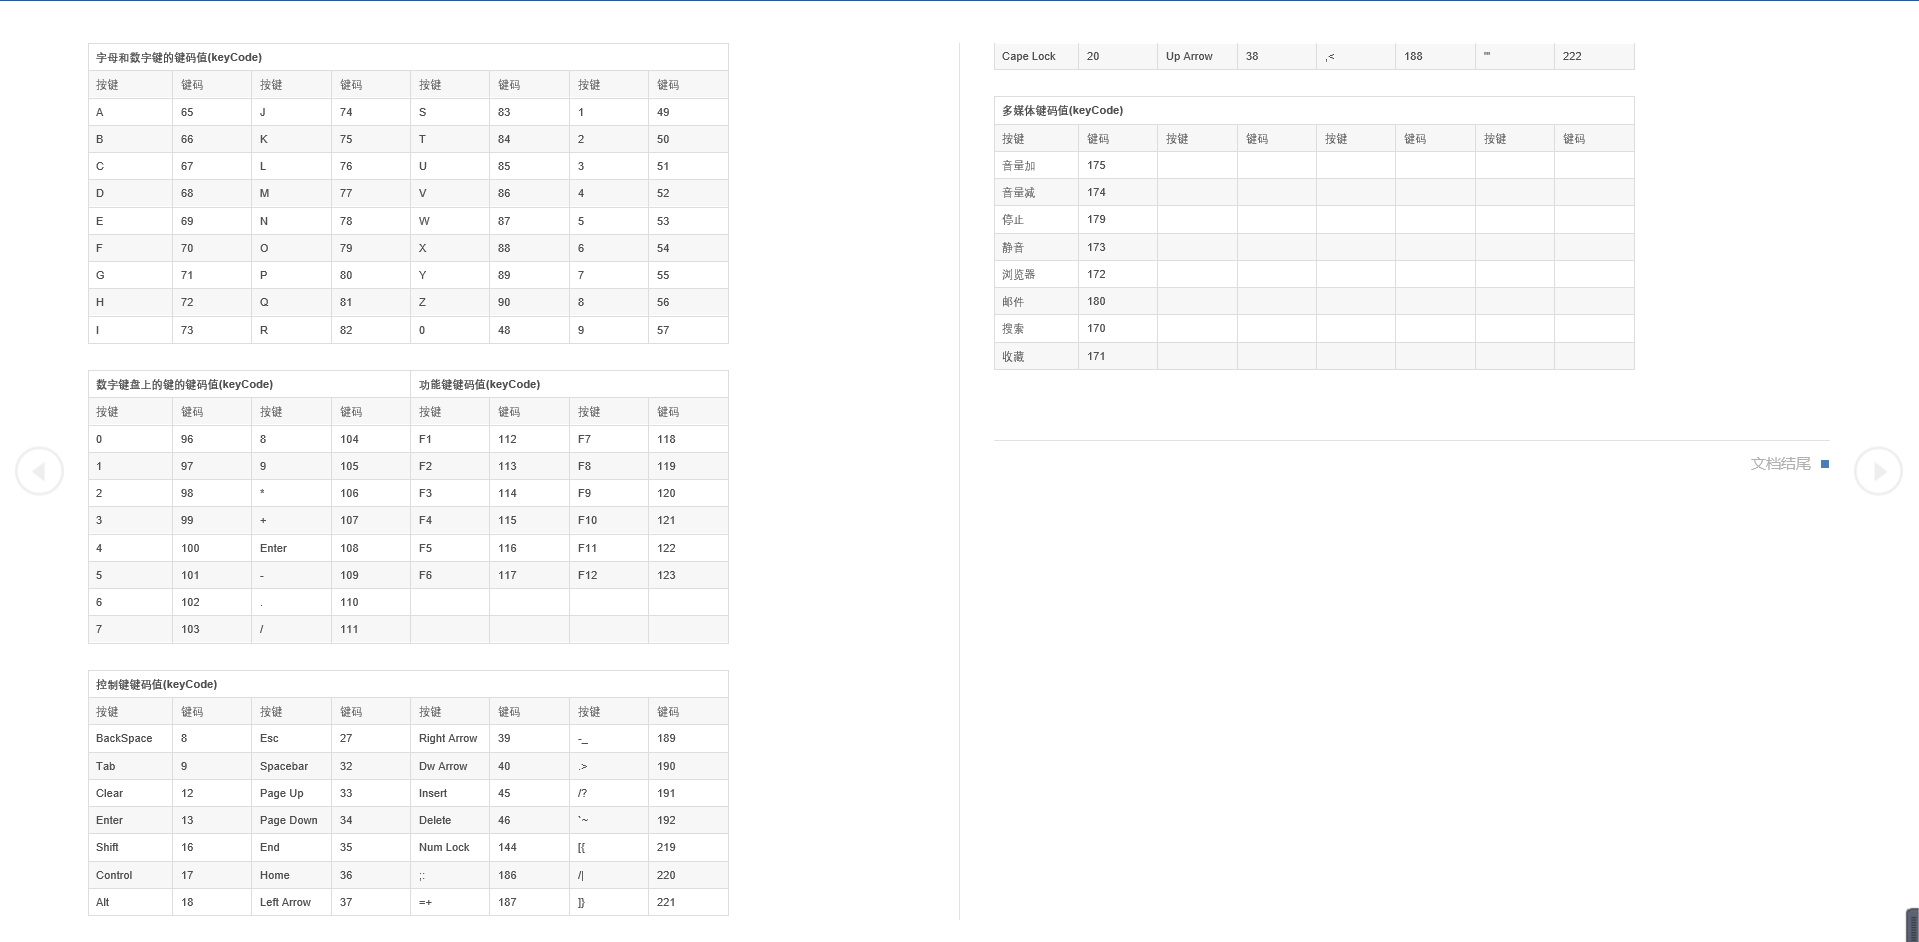 字母和数字键的键码值(keyCode)
按键 键码 按键 键码 按键 键码 按键 键码
A 65 J 74 S 83 1 49
B 66 K 75 T 84 2 50
C 67 L 76 U 85 3 51
D 68 M 77 V 86 4 52
E 69 N 78 W 87 5 53
F 70 O 79 X 88 6 54
G 71 P 80 Y 89 7 55
H 72 Q 81 Z 90 8 56
I 73 R 82 0 48 9 57
数字键盘上的键的键码值(keyCode) 功能键键码值(keyCode)
按键 键码 按键 键码 按键 键码 按键 键码
0 96 8 104 F1 112 F7 118
1 97 9 105 F2 113 F8 119
2 98 * 106 F3 114 F9 120
3 99 + 107 F4 115 F10 121
4 100 Enter 108 F5 116 F11 122
5 101 - 109 F6 117 F12 123
6 102 . 110
7 103 / 111
控制键键码值(keyCode)
按键 键码 按键 键码 按键 键码 按键 键码
BackSpace 8 Esc 27 Right Arrow 39 -_ 189
Tab 9 Spacebar 32 Dw Arrow 40 .> 190
Clear 12 Page Up 33 Insert 45 /? 191
Enter 13 Page Down 34 Delete 46 `~ 192
Shift 16 End 35 Num Lock 144 [{ 219
Control 17 Home 36 ;: 186 /| 220
Alt 18 Left Arrow 37 =+ 187 ]} 221
Cape Lock 20 Up Arrow 38 ,< 188 '" 222
多媒体键码值(keyCode)
按键 键码 按键 键码 按键 键码 按键 键码
音量加 175
音量减 174
停止 179
静音 173
浏览器 172
邮件 180
搜索 170
收藏 171
文档结尾